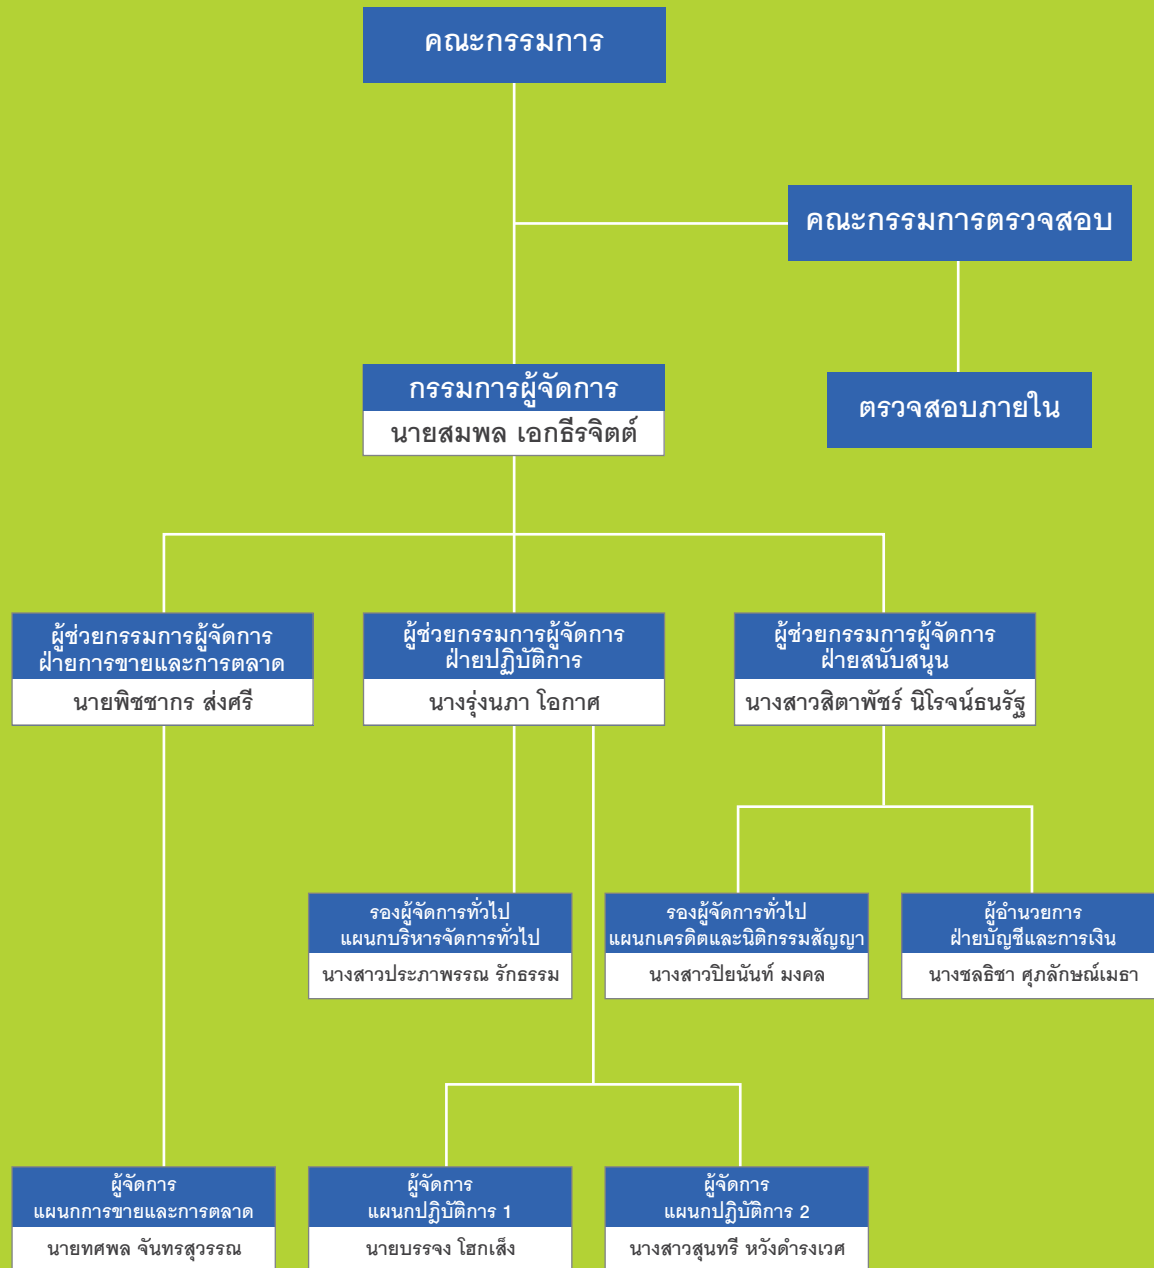 คณะกรรมการ
คณะกรรมการตรวจสอบ
กรรมการผู้จัดการ
นายสมพล เอกธีรจิตต์
ตรวจสอบภายใน
ผู้ช่วยกรรมการผู้จัดการ
ฝ่ายการขายและการตลาด
นายพิชชากร ส่งศรี
ผู้ช่วยกรรมการผู้จัดการ
ฝ่ายปฏิบัติการ
นางรุ่งนภา โอกาศ
ผู้ช่วยกรรมการผู้จัดการ
ฝ่ายสนับสนุน
นางสาวสิตาพัชร์ นิโรจน์ธนรัฐ
รองผู้จัดการทั่วไป
แผนกบริหารจัดการทั่วไป
นางสาวประภาพรรณ รักธรรม
รองผู้จัดการทั่วไป
แผนกเครดิตและนิติกรรมสัญญา
นางสาวปิยนันท์ มงคล
ผู้อำนวยการ
ฝ่ายบัญชีและการเงิน
นางชลธิชา ศุภลักษณ์เมธา
ผู้จัดการ
แผนกการขายและการตลาด
นายทศพล จันทรสุวรรณ
ผู้จัดการ
แผนกปฎิบัติการ 1
นายบรรจง โฮกเส็ง
ผู้จัดการ
แผนกปฎิบัติการ 2
นางสาวสุนทรี หวังดำรงเวศ